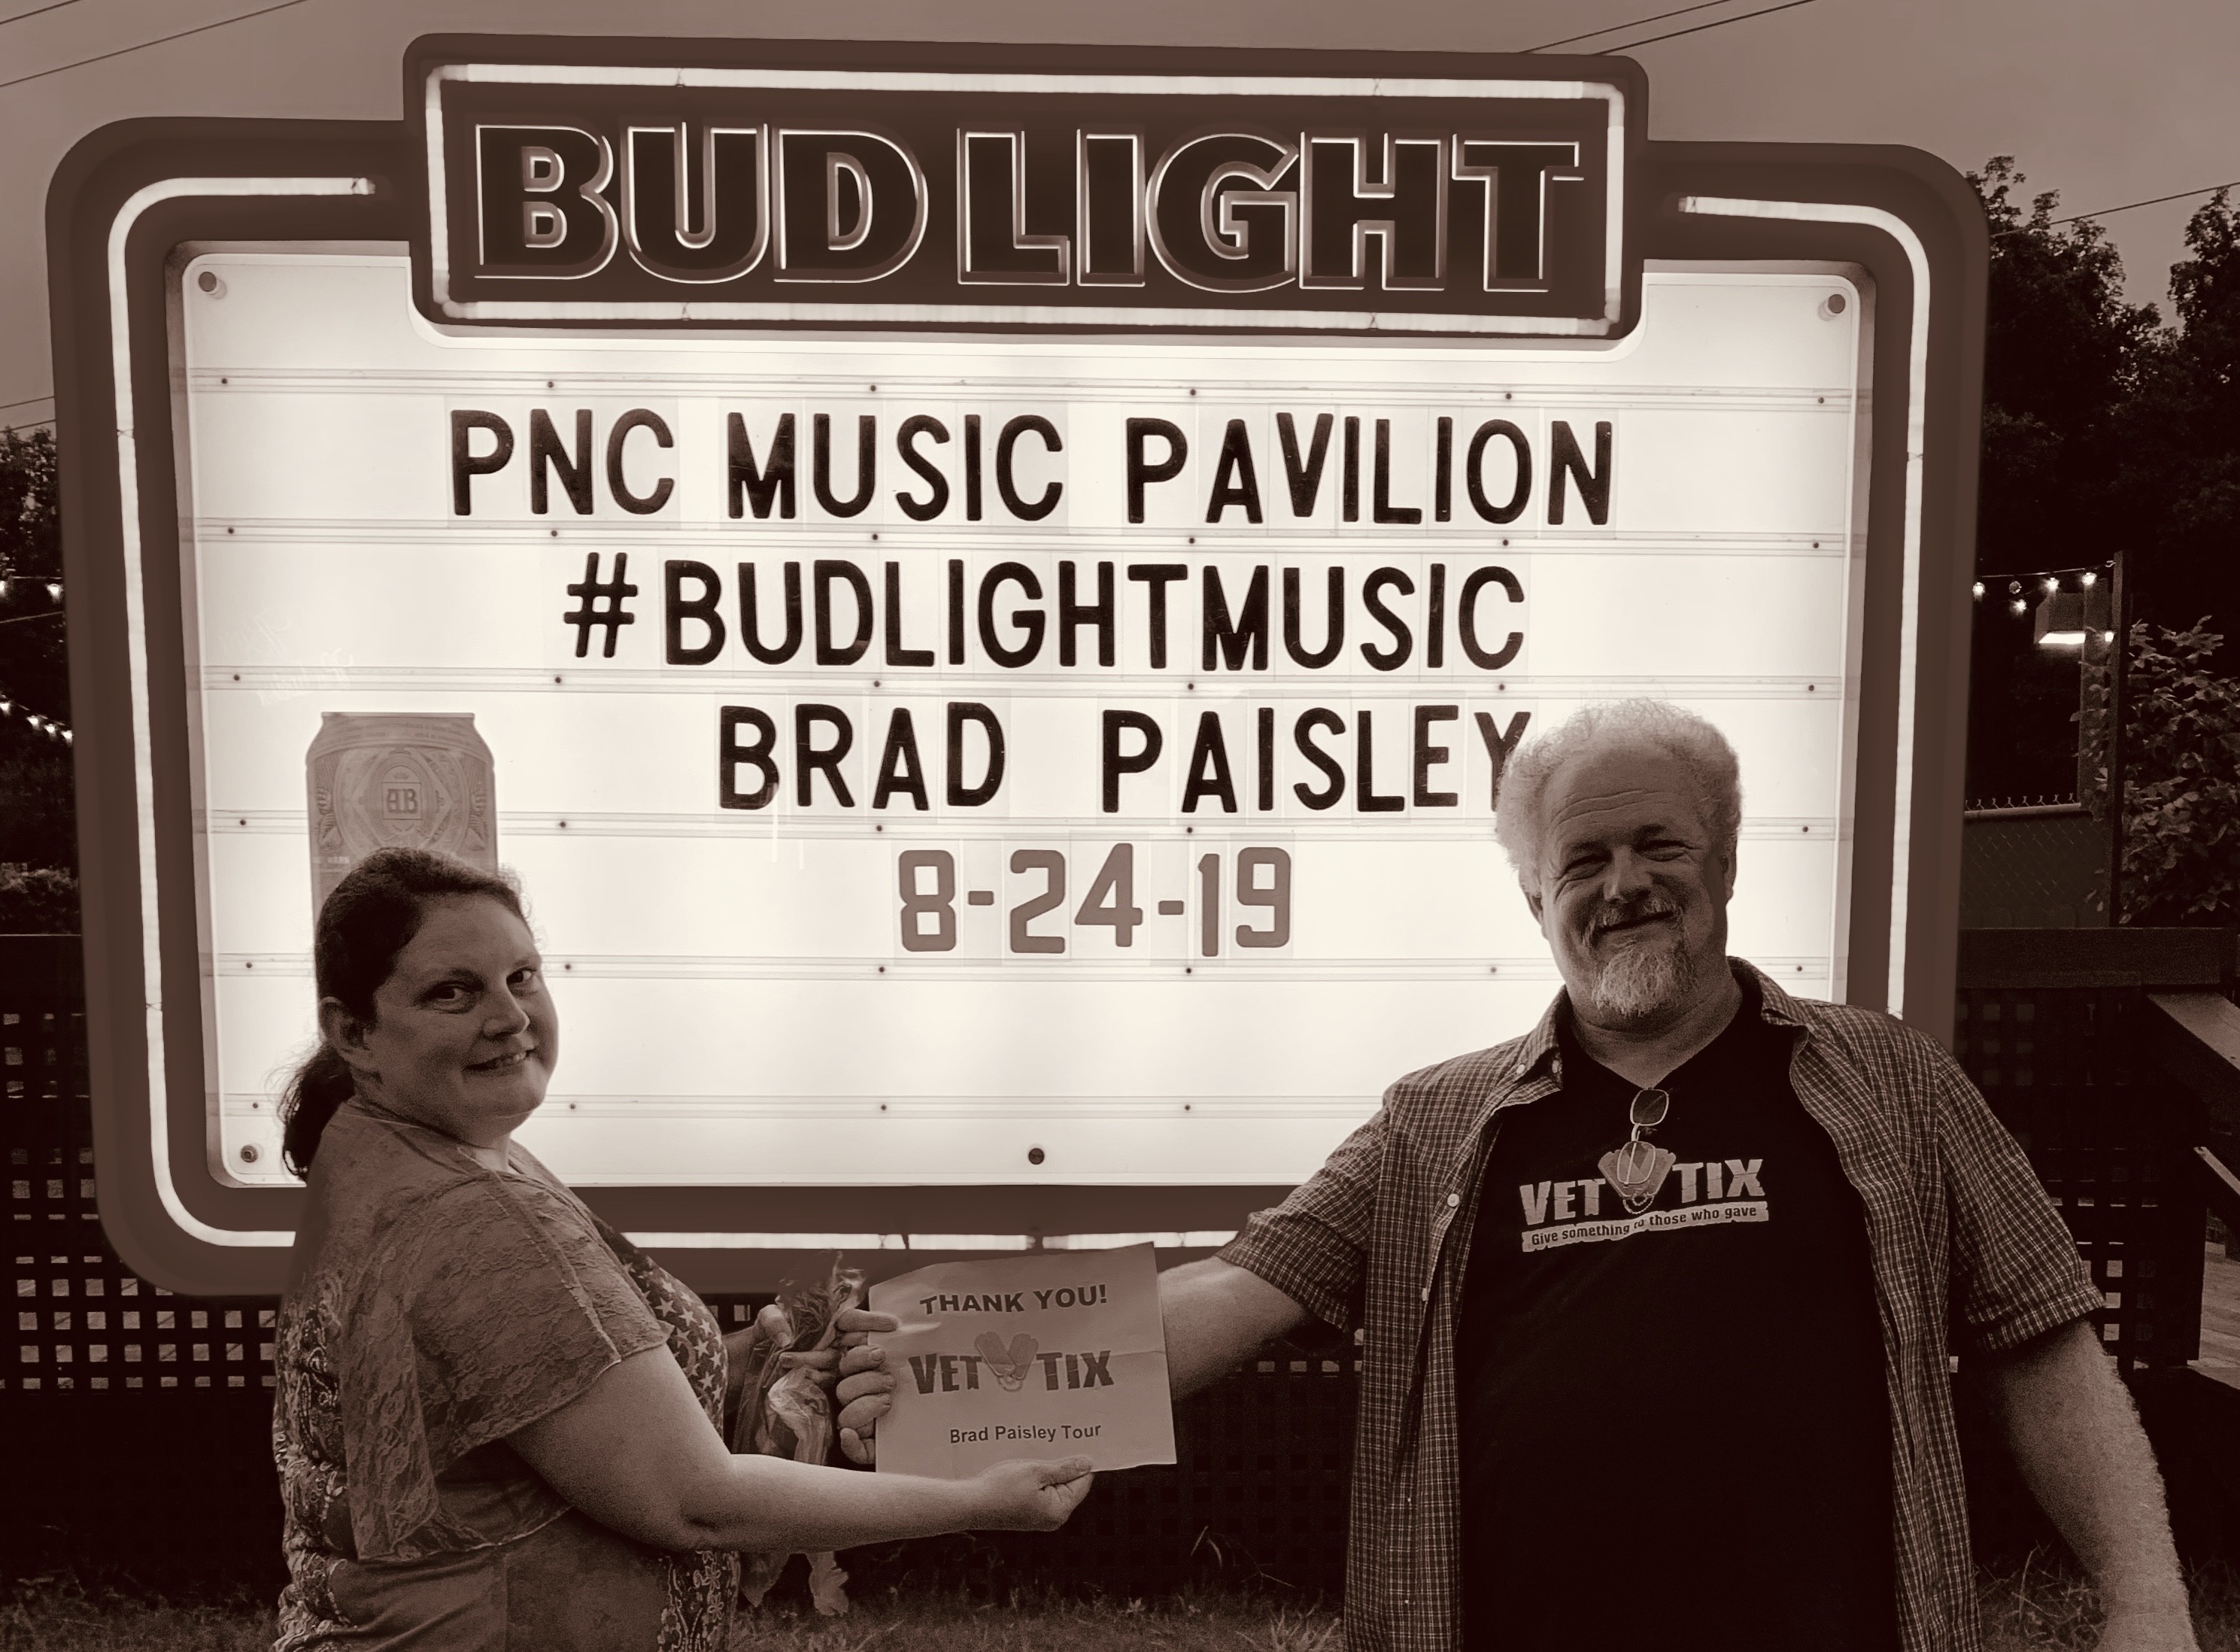 BUD LIGHT
PNC MUSIC PAVILION
#BUDLIGHTMUSIC
BRAD PAISLEY
8-24-19
AB
VET TIX
Give something to those who gave
THANK YOU!
VET TIX
Brad Paisley Tour